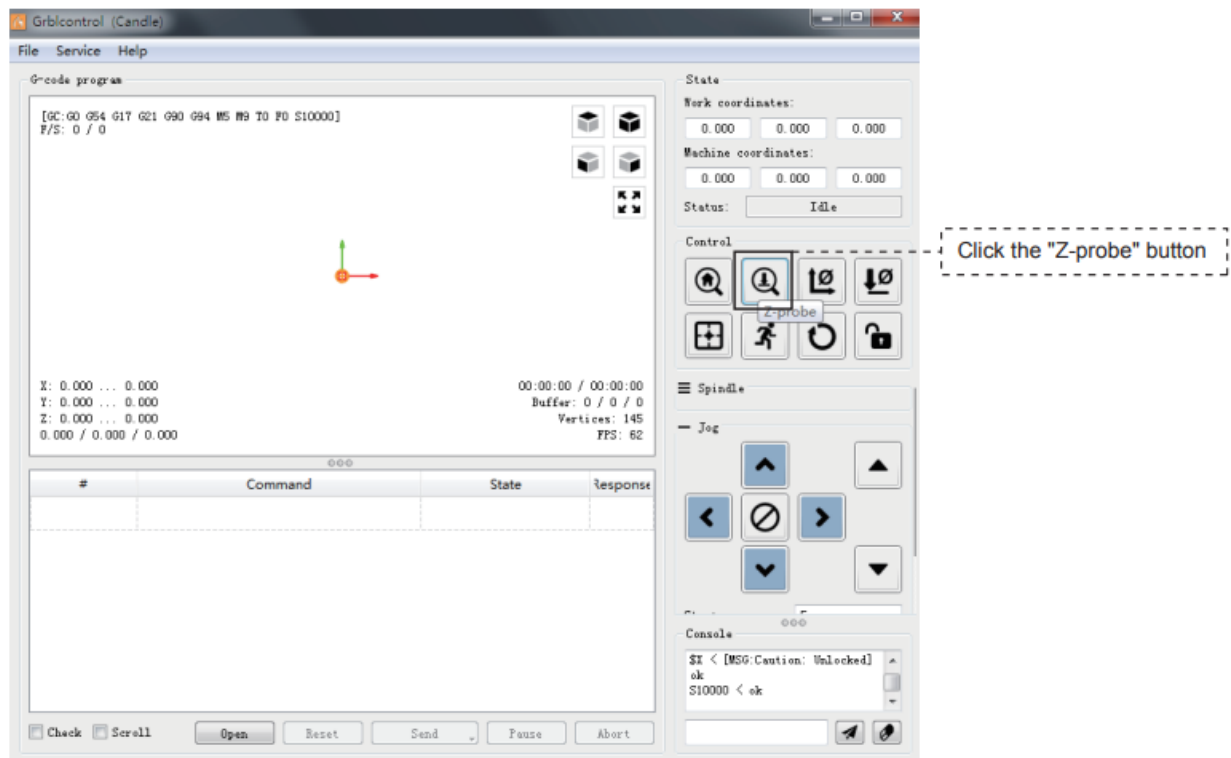 Grblcontrol (Candle)
File Service Help
G-code program
[GC:G0 G54 G17 G21 G90 G94 M5 M9 T0 F0 S10000]
F/S: 0 / 0
X: 0.000 ... 0.000
Y: 0.000 ... 0.000
Z: 0.000 ... 0.000
0.000 / 0.000 / 0.000
00:00:00 / 00:00:00
Buffer: 0 / 0 / 0
Vertices: 145
FPS: 62
# Command State Response
Check Scroll Open Reset Send Pause Abort
State
Work coordinates:
0.000 0.000 0.000
Machine coordinates:
0.000 0.000 0.000
Status: Idle
Control
Z-probe
Spindle
Jog
Console
$X < [MSG:Caution: Unlocked]
ok
S10000 < ok
Click the "Z-probe" button